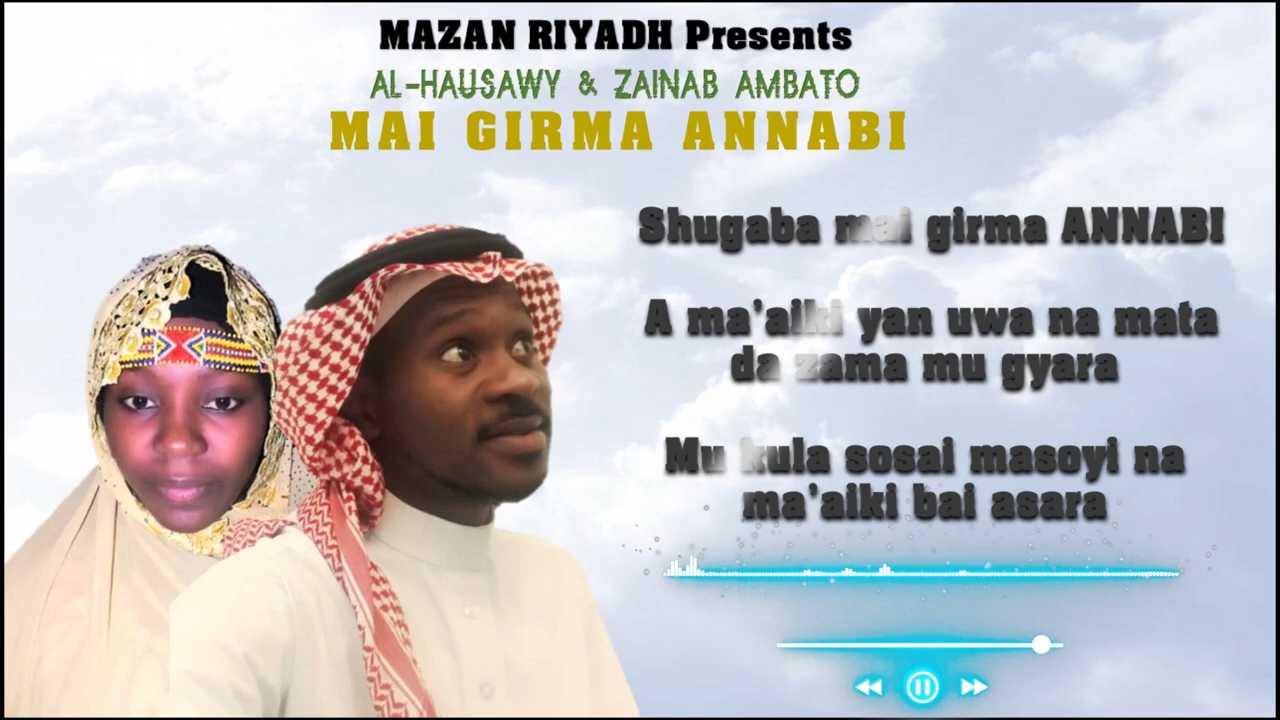 MAZAN RIYADH Presents
AL-HAUSAWY & ZAINAB AMBATO
MAI GIRMA ANNABI
Shugaba mai girma ANNABI
A ma'aiki yan uwa na mata
da zama mu gyara
Mu kula sosai masoyi na
ma'aiki bai asara